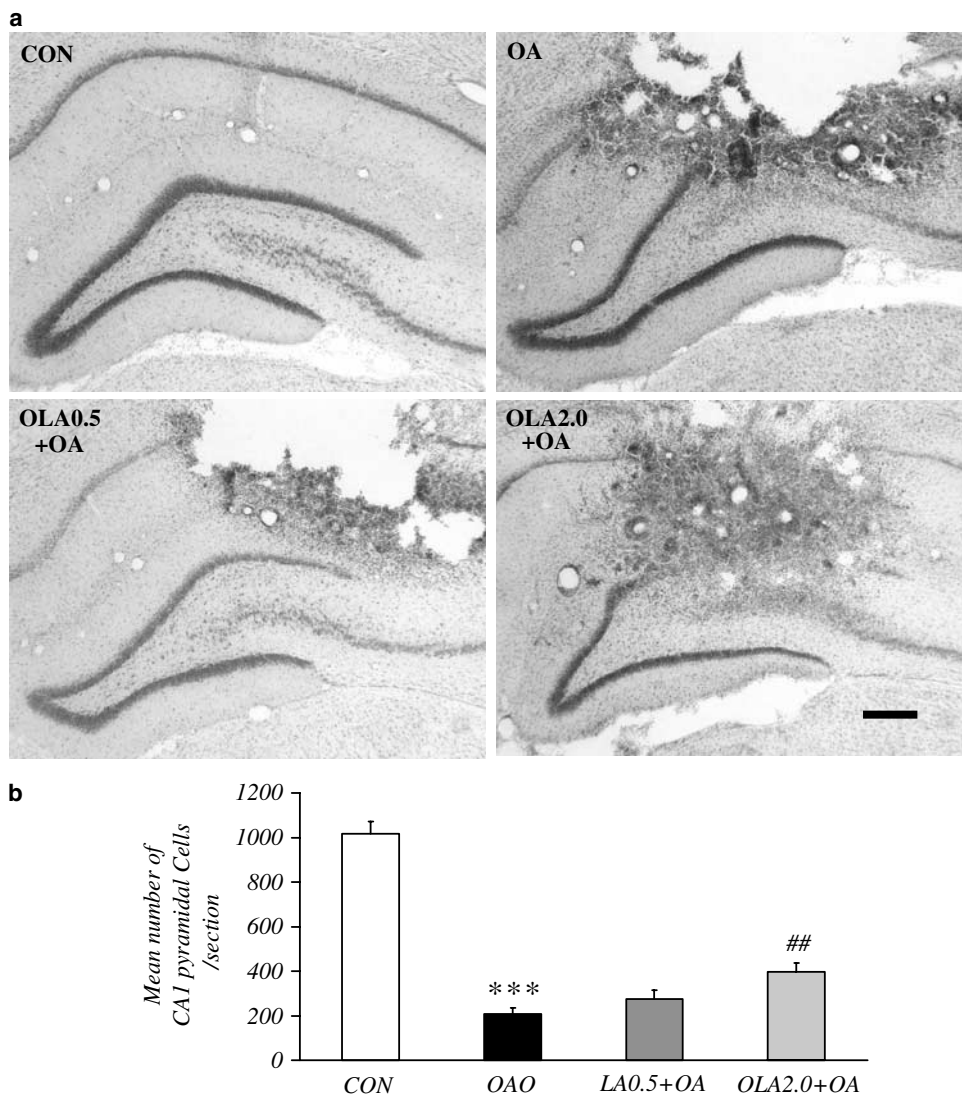 a
CON
OA
OLA0.5
+OA
OLA2.0
+OA
b
Mean number of
CA1 pyramidal Cells
/section
1200
1000
800
600
400
200
0
***
##
CON
OAO
LA0.5+OA
OLA2.0+OA